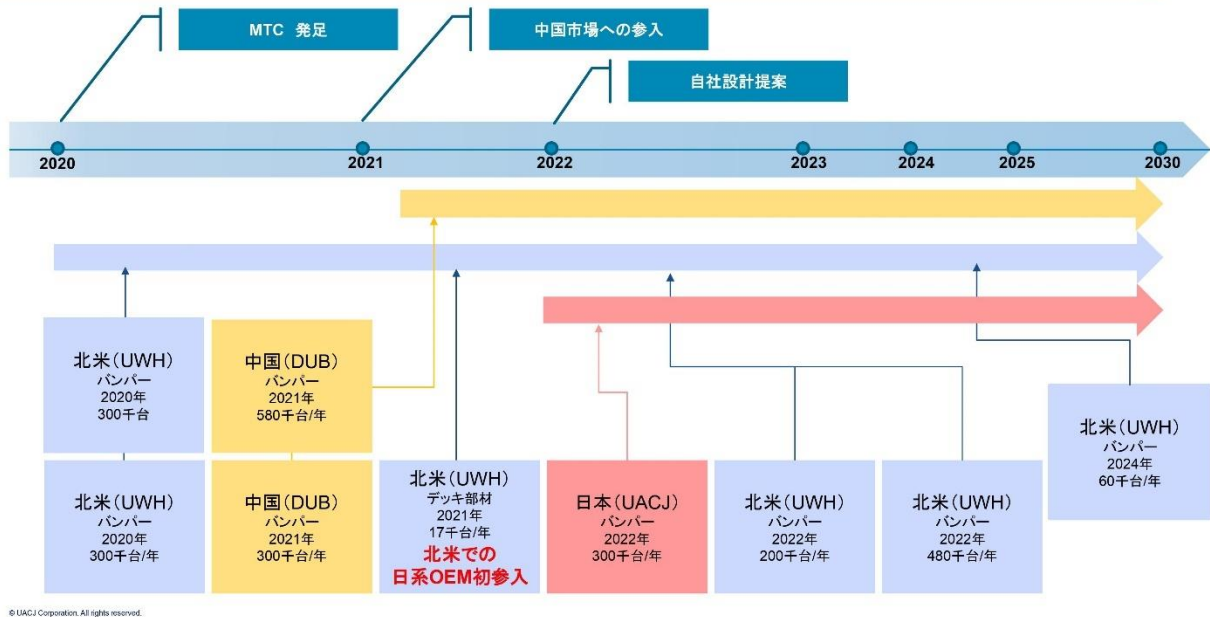 MTC 発足
中国市場への参入
自社設計提案
2020
2021
2022
2023
2024
2025
2030
北米(UWH)
バンパー
2020年
300千台
中国(DUB)
バンパー
2021年
580千台/年
北米(UWH)
バンパー
2024年
60千台/年
北米(UWH)
バンパー
2020年
300千台/年
中国(DUB)
バンパー
2021年
300千台/年
北米(UWH)
デッキ部材
2021年
17千台/年
北米での
日系OEM初参入
日本(UACJ)
バンパー
2022年
300千台/年
北米(UWH)
バンパー
2022年
200千台/年
北米(UWH)
バンパー
2022年
480千台/年
© UACJ Corporation. All rights reserved.